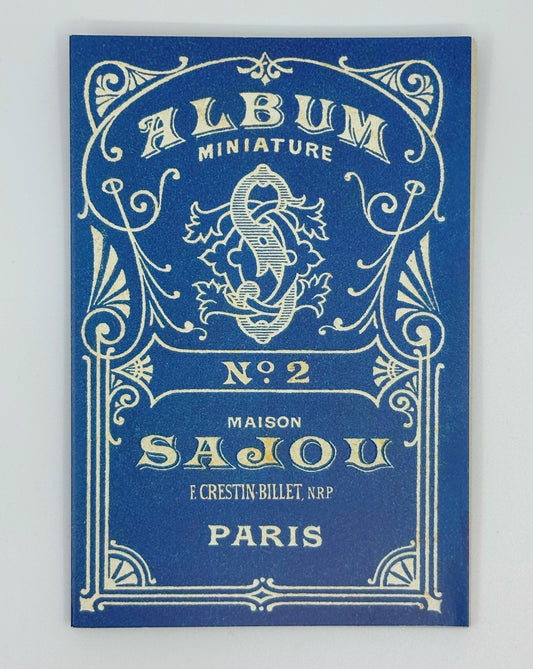 ALBUM
MINIATURE
S
Nº 2
MAISON
SAJOU
F. CRESTIN-BILLET, N.R.P
PARIS